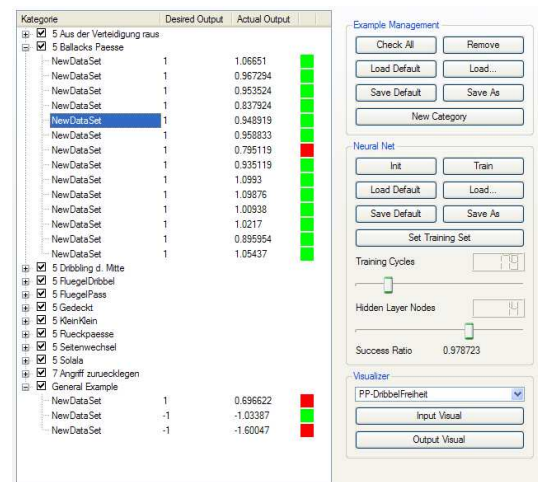 Kategorie Desired Output Actual Output
5 Aus der Verteidigung raus
5 Ballacks Paesse
NewDataSet 1 1.06651
NewDataSet 1 0.967294
NewDataSet 1 0.953524
NewDataSet 1 0.837924
NewDataSet 1 0.948919
NewDataSet 1 0.958833
NewDataSet 1 0.795119
NewDataSet 1 0.935119
NewDataSet 1 1.0993
NewDataSet 1 1.09876
NewDataSet 1 1.00938
NewDataSet 1 1.0217
NewDataSet 1 0.895954
NewDataSet 1 1.05437
5 Dribbling d. Mitte
5 FluegelDribbel
5 FluegelPass
5 Gedeckt
5 KleinKlein
5 Rueckpaesse
5 Seitenwechsel
5 Solala
7 Angriff zuruecklegen
General Example
NewDataSet 1 0.696622
NewDataSet -1 -1.03387
NewDataSet -1 -1.60047
Example Management
Check All Remove
Load Default Load...
Save Default Save As
New Category
Neural Net
Init Train
Load Default Load...
Save Default Save As
Set Training Set
Training Cycles
Hidden Layer Nodes 14
Success Ratio 0.978723
Visualizer
PP-DribbelFreiheit
Input Visual
Output Visual